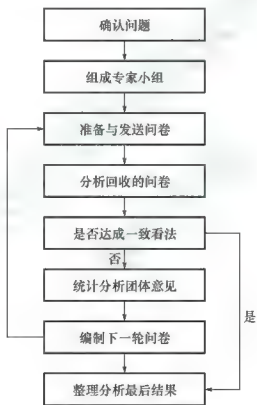 确认问题
组成专家小组
准备与发送问卷
分析回收的问卷
是否达成一致看法
否
统计分析团体意见
是
编制下一轮问卷
整理分析最后结果